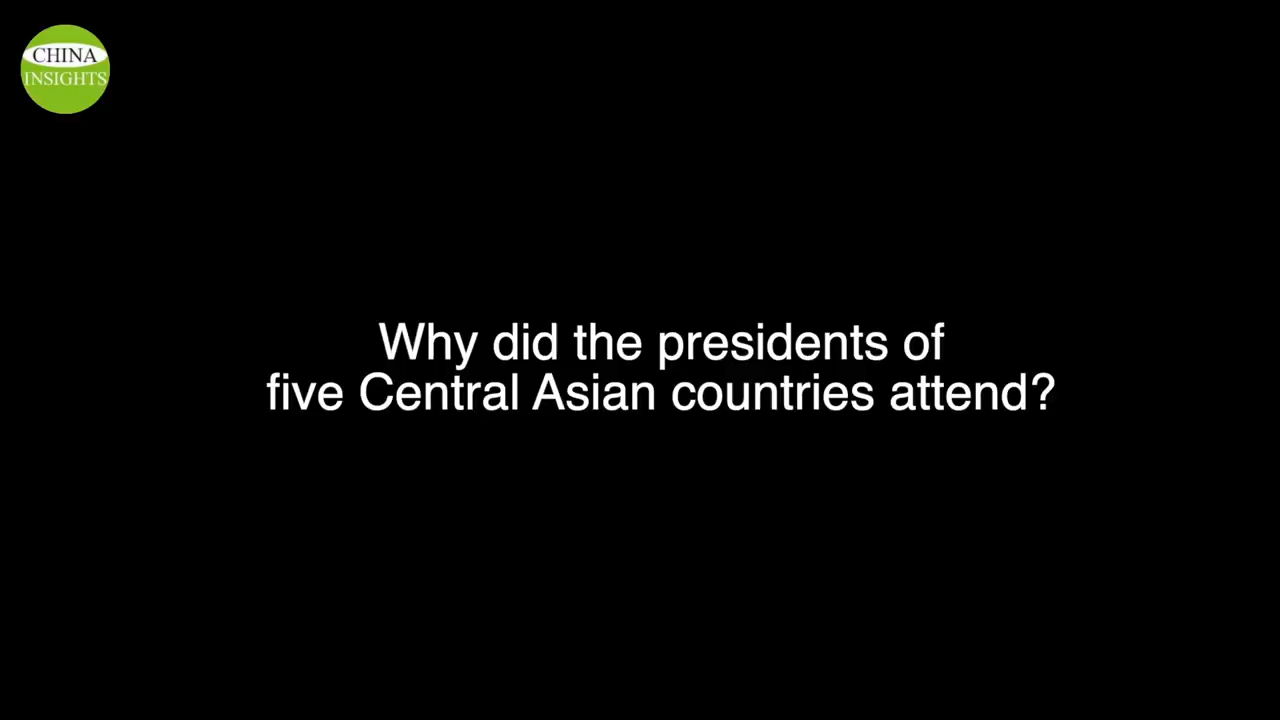 CHINA
INSIGHTS
Why did the presidents of
five Central Asian countries attend?